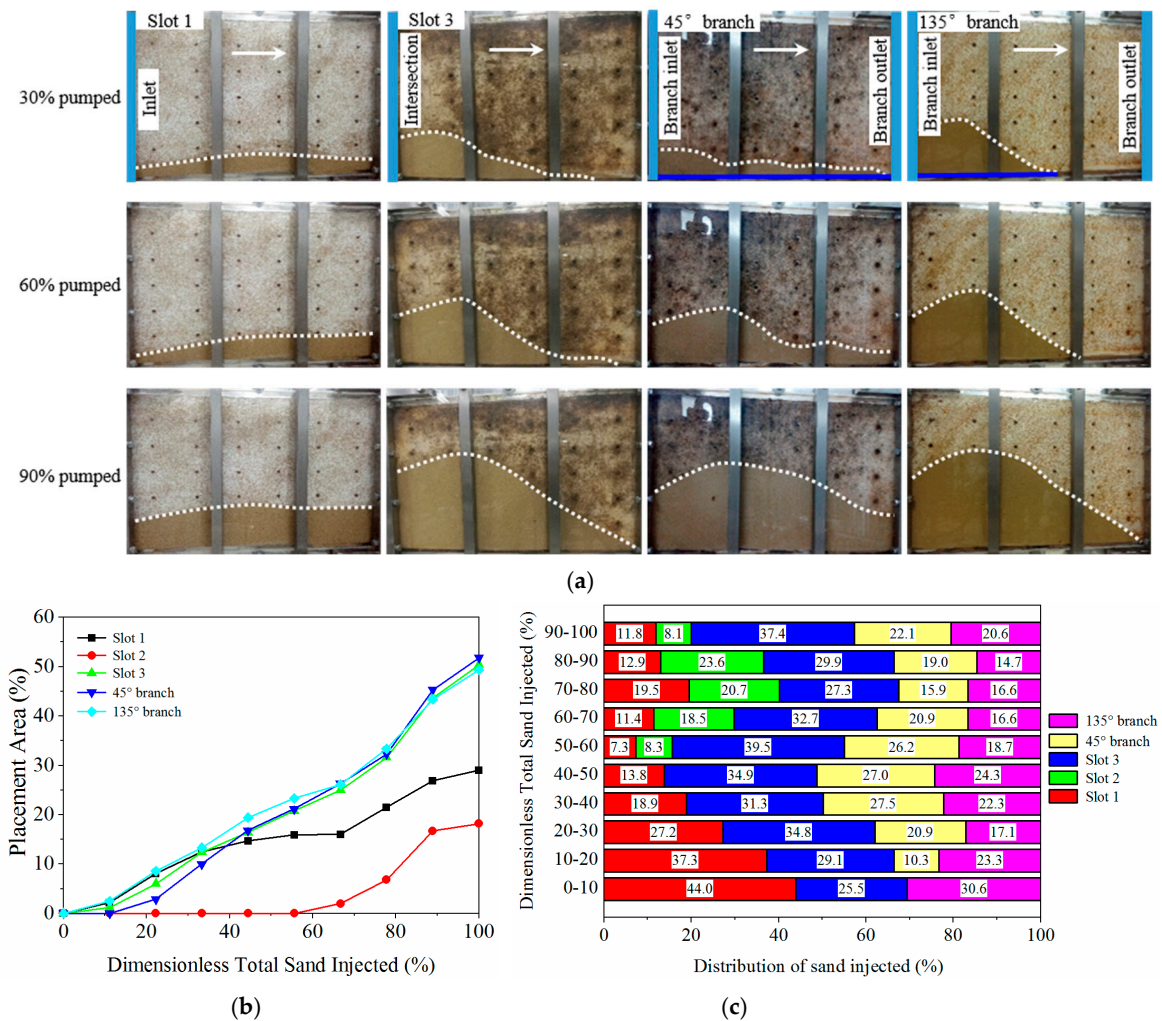 Slot 1
Slot 3
45° branch
135° branch
Inlet
Intersection
Branch inlet
Branch outlet
Branch inlet
Branch outlet
30% pumped
60% pumped
90% pumped
(a)
60
50
40
30
20
10
0
Placement Area (%)
Slot 1
Slot 2
Slot 3
45° branch
135° branch
0 20 40 60 80 100
Dimensionless Total Sand Injected (%)
(b)
Dimensionless Total Sand Injected (%)
90-100 11.8 8.1 37.4 22.1 20.6
80-90 12.9 23.6 29.9 19.0 14.7
70-80 19.5 20.7 27.3 15.9 16.6
60-70 11.4 18.5 32.7 20.9 16.6
50-60 7.3 8.3 39.5 26.2 18.7
40-50 13.8 34.9 27.0 24.3
30-40 18.9 31.3 27.5 22.3
20-30 27.2 34.8 20.9 17.1
10-20 37.3 29.1 10.3 23.3
0-10 44.0 25.5 30.6
0 20 40 60 80 100
Distribution of sand injected (%)
135° branch
45° branch
Slot 3
Slot 2
Slot 1
(c)